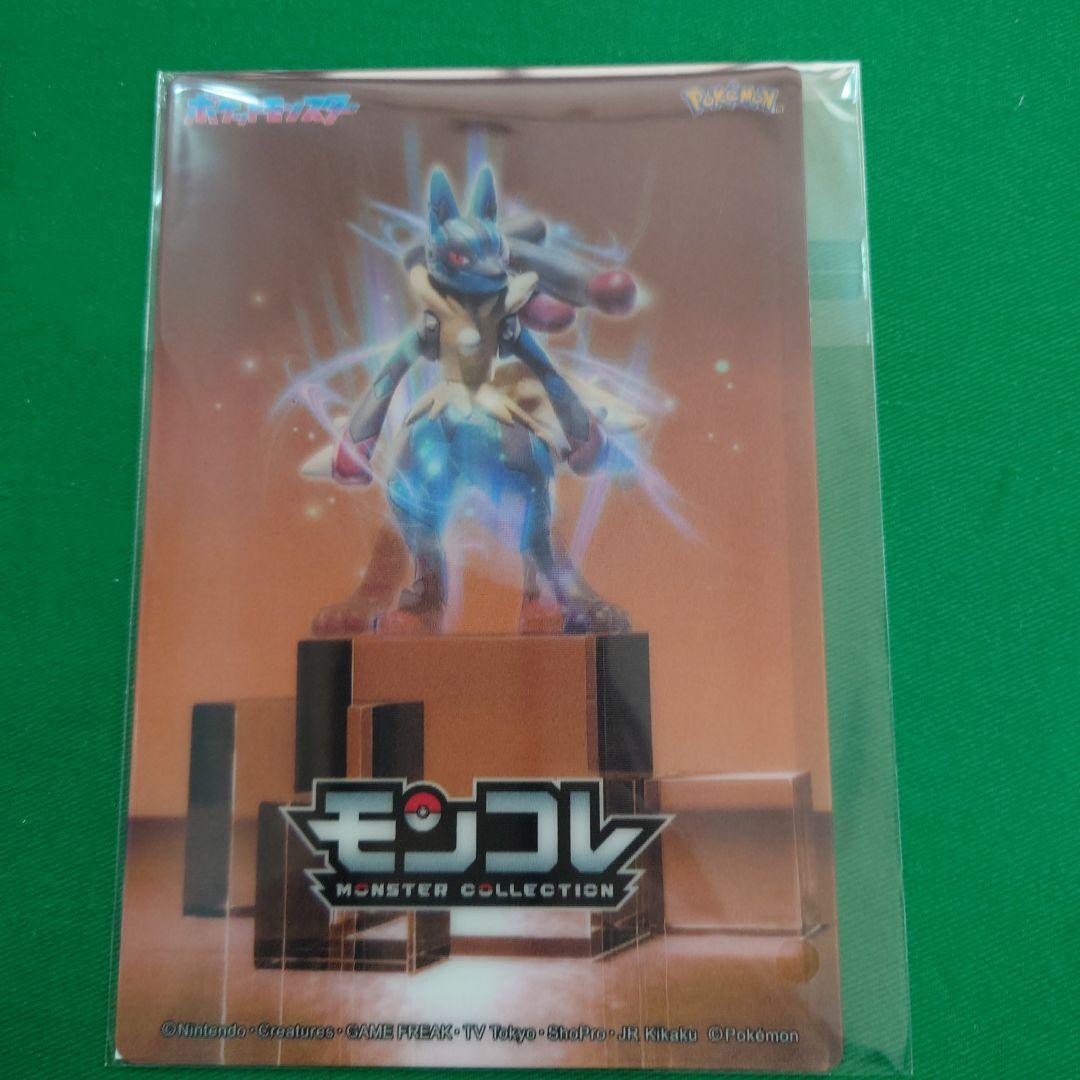 ポケットモンスター
POKéMON
モンコレ
MONSTER COLLECTION
©Nintendo・Creatures・GAME FREAK・TV Tokyo・ShoPro・JR Kikaku ©Pokémon